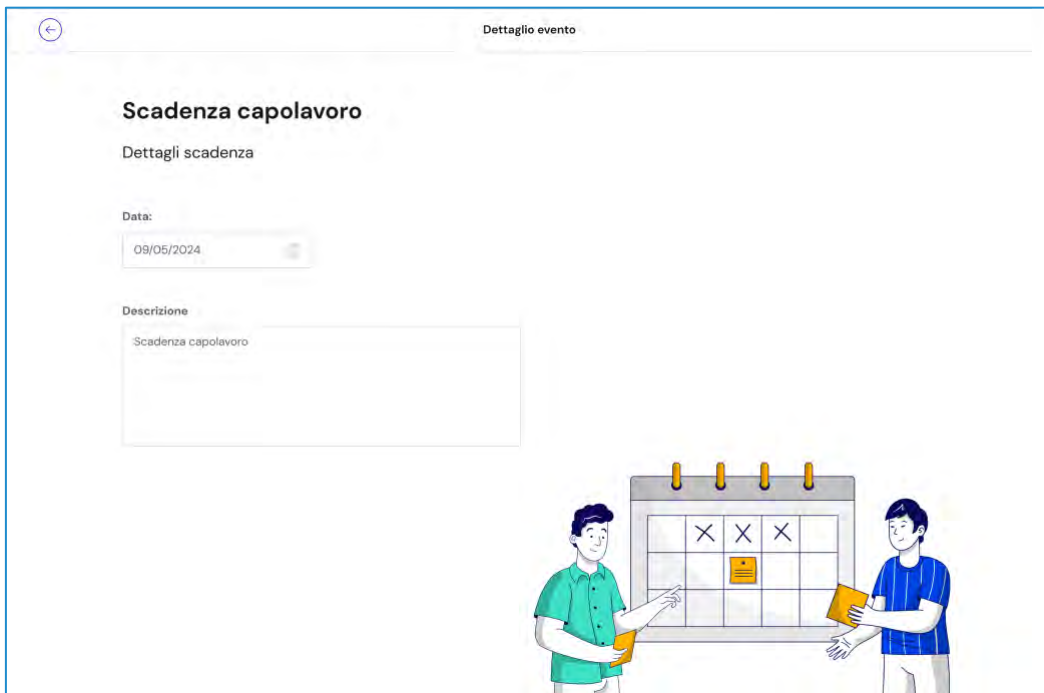 Dettaglio evento
Scadenza capolavoro
Dettagli scadenza
Data:
09/05/2024
Descrizione
Scadenza capolavoro